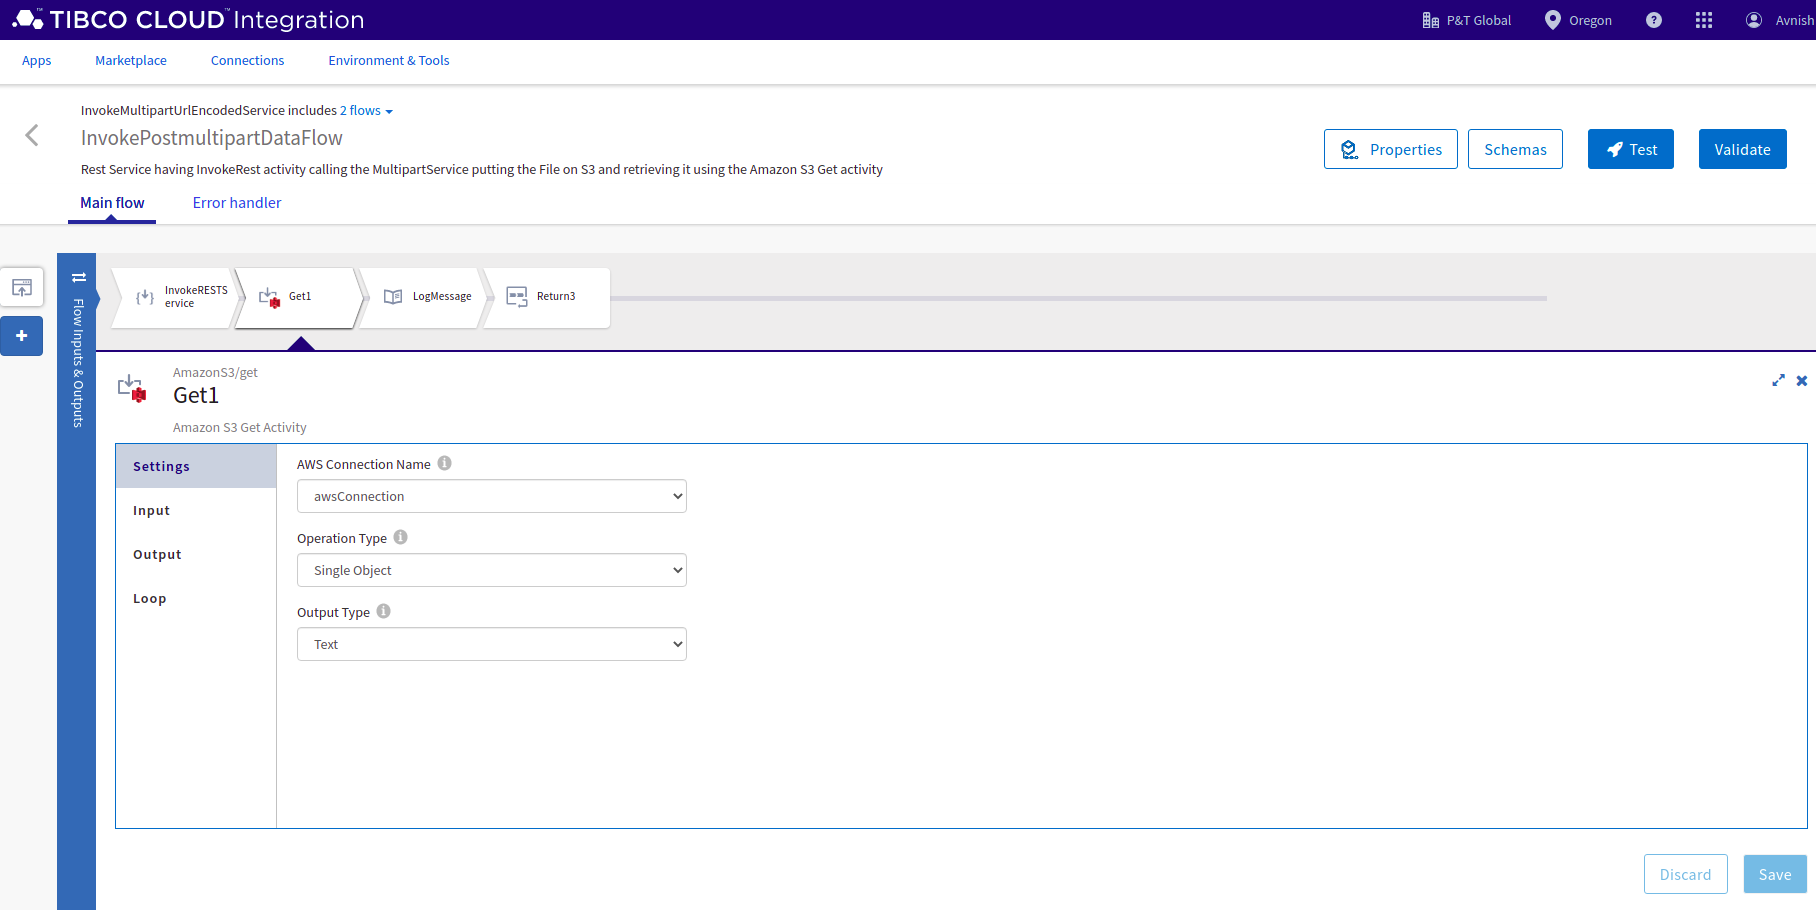 TIBCO CLOUD™ Integration
P&T Global
Oregon
?
Avnish
Apps
Marketplace
Connections
Environment & Tools
InvokeMultipartUrlEncodedService includes 2 flows
InvokePostmultipartDataFlow
Rest Service having InvokeRest activity calling the MultipartService putting the File on S3 and retrieving it using the Amazon S3 Get activity
Properties
Schemas
Test
Validate
Main flow
Error handler
Flow Inputs & Outputs
InvokeRESTS
ervice
Get1
LogMessage
Return3
AmazonS3/get
Get1
Amazon S3 Get Activity
Settings
Input
Output
Loop
AWS Connection Name
awsConnection
Operation Type
Single Object
Output Type
Text
Discard
Save